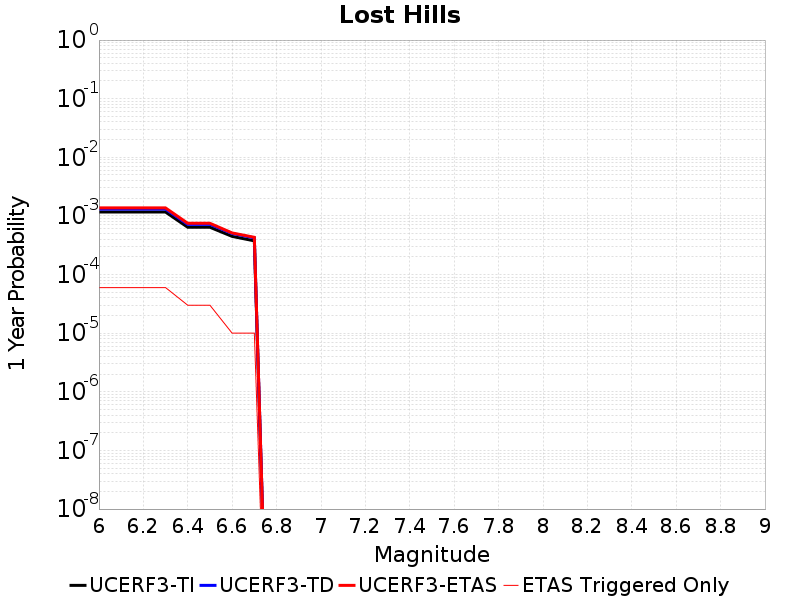 Lost Hills
10^0
10^-1
10^-2
10^-3
10^-4
10^-5
10^-6
10^-7
10^-8
1 Year Probability
6 6.2 6.4 6.6 6.8 7 7.2 7.4 7.6 7.8 8 8.2 8.4 8.6 8.8 9
Magnitude
UCERF3-TI UCERF3-TD UCERF3-ETAS ETAS Triggered Only